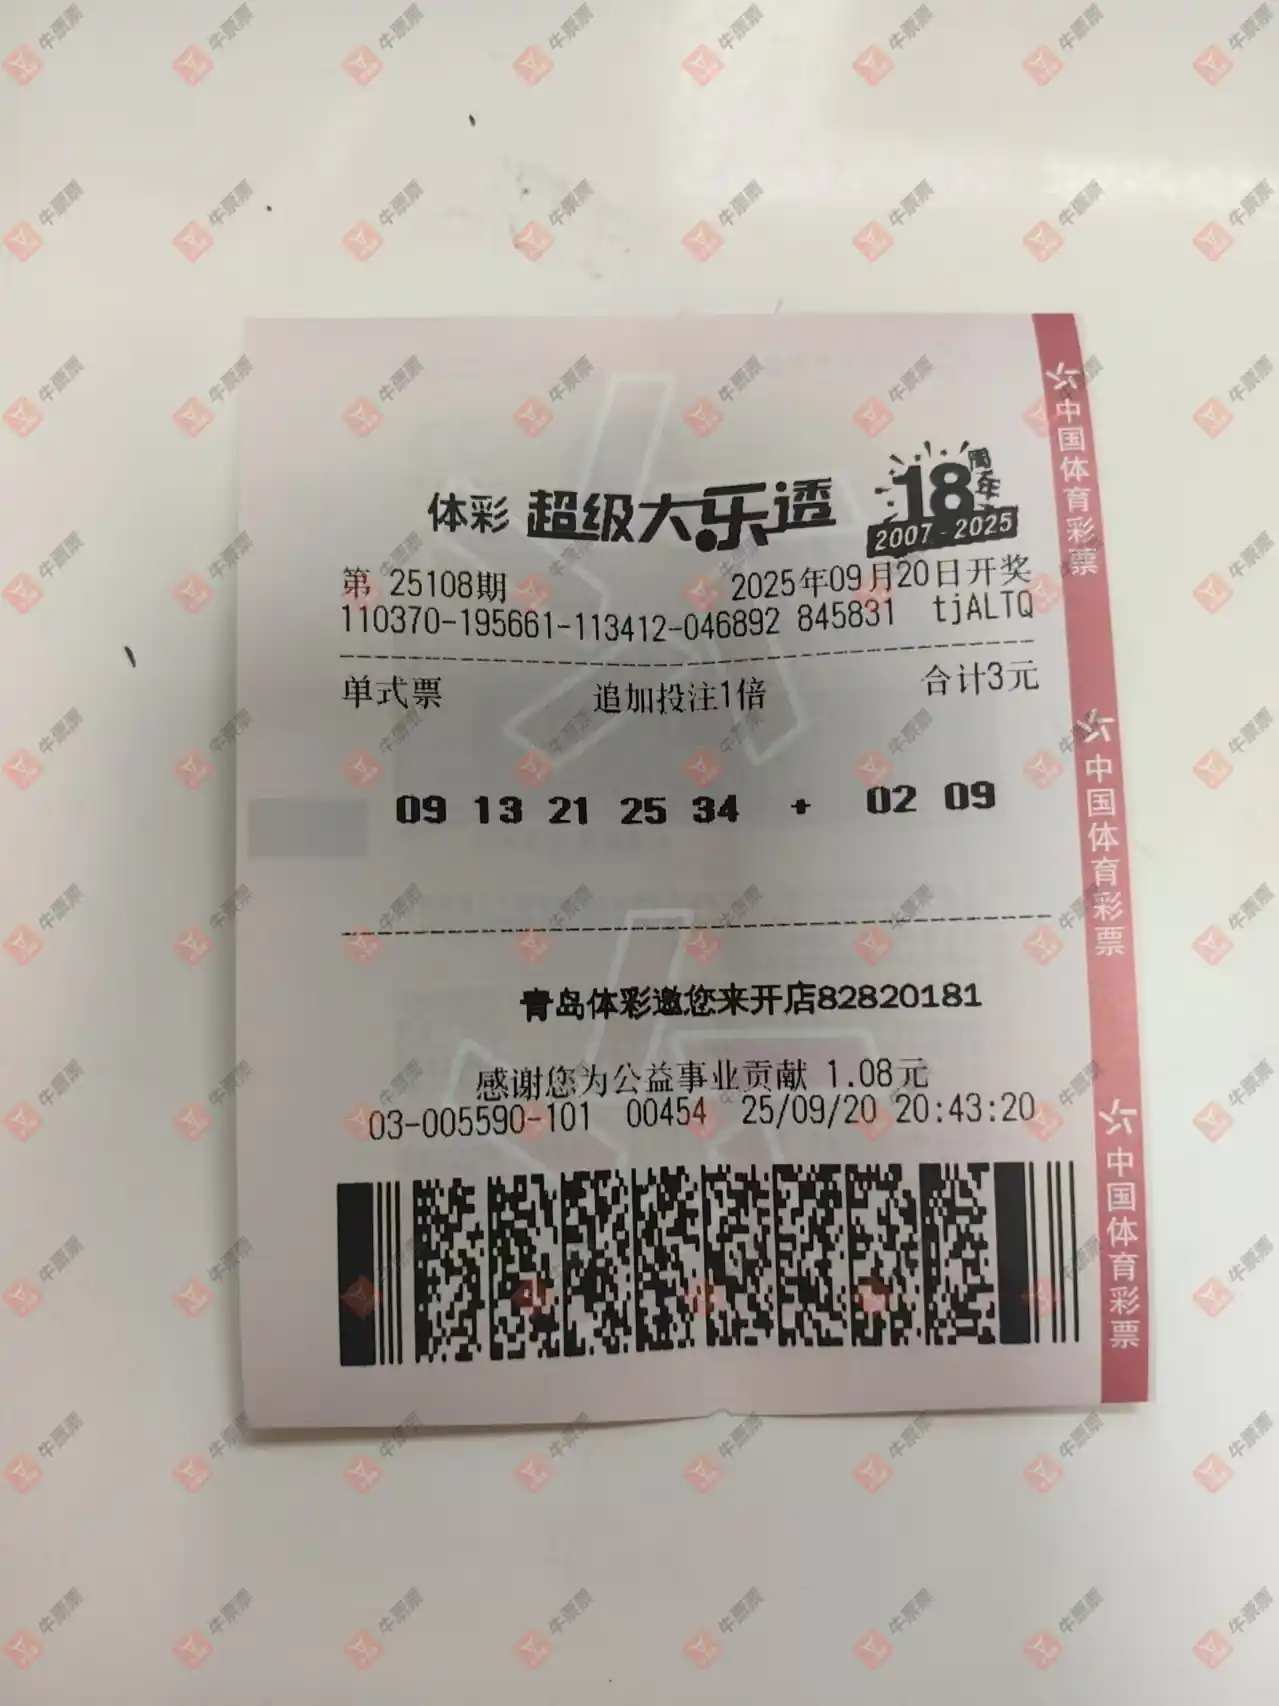 体彩 超级大乐透 18周年 2007-2025
第 25108期 2025年09月20日开奖
110370-195661-113412-046892 845831 tjALTQ
单式票 追加投注1倍 合计3元
09 13 21 25 34 + 02 09
青岛体彩邀您来开店82820181
感谢您为公益事业贡献 1.08元
03-005590-101 00454 25/09/20 20:43:20
中国体育彩票
中国体育彩票
中国体育彩票
牛票票